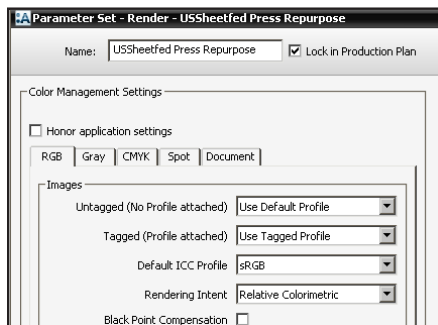 Parameter Set - Render - USSheetfed Press Repurpose
Name: USSheetfed Press Repurpose Lock in Production Plan
Color Management Settings
Honor application settings
RGB Gray CMYK Spot Document
Images
Untagged (No Profile attached) Use Default Profile
Tagged (Profile attached) Use Tagged Profile
Default ICC Profile sRGB
Rendering Intent Relative Colorimetric
Black Point Compensation